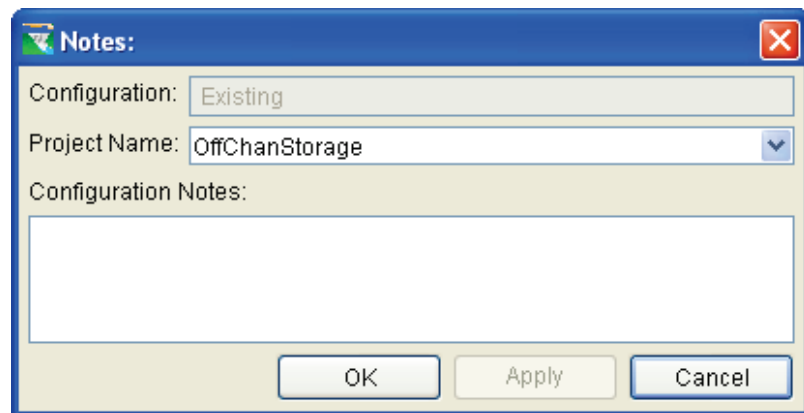 Notes:
Configuration: Existing
Project Name: OffChanStorage
Configuration Notes:
OK Apply Cancel